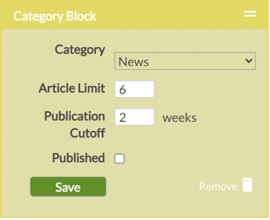 Category Block
Category
News
Article Limit 6
Publication 2 weeks
Cutoff
Published
Save Remove